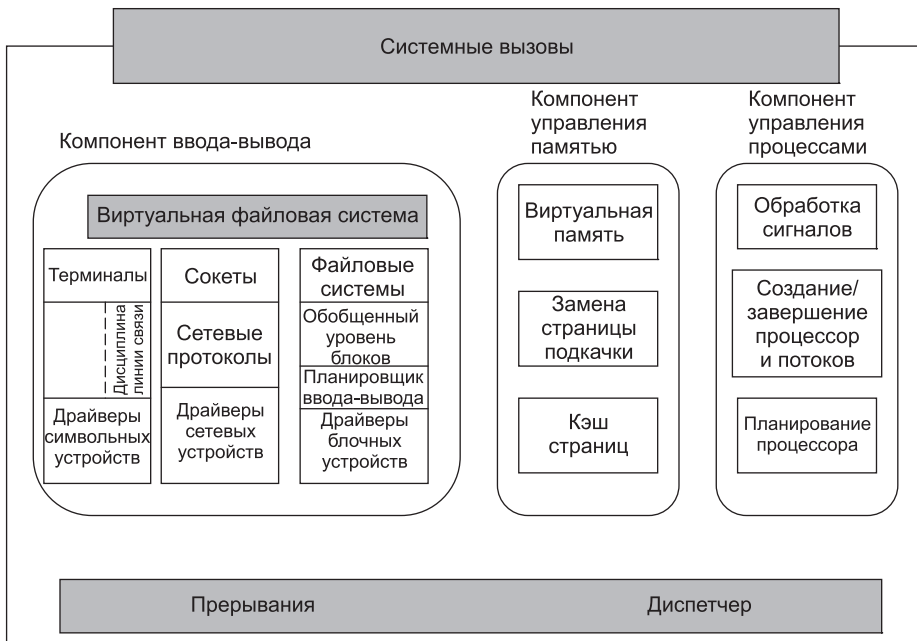 Системные вызовы
Компонент ввода-вывода
Виртуальная файловая система
Терминалы
Дисциплина
линии связи
Драйверы
символьных
устройств
Сокеты
Сетевые
протоколы
Драйверы
сетевых
устройств
Файловые
системы
Обобщенный
уровень
блоков
Планировщик
ввода-вывода
Драйверы
блочных
устройств
Компонент
управления
памятью
Виртуальная
память
Замена
страницы
подкачки
Кэш
страниц
Компонент
управления
процессами
Обработка
сигналов
Создание/
завершение
процессор
и потоков
Планирование
процессора
Прерывания
Диспетчер